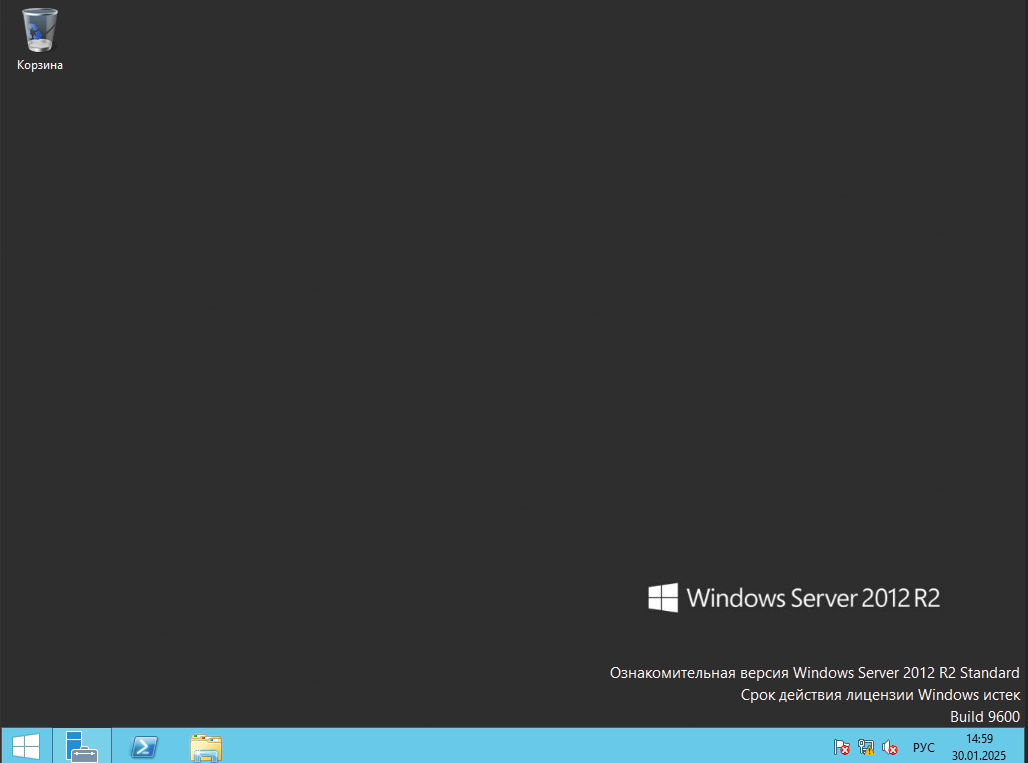 Корзина
Windows Server 2012 R2
Ознакомительная версия Windows Server 2012 R2 Standard
Срок действия лицензии Windows истек
Build 9600
РУС
14:59
30.01.2025